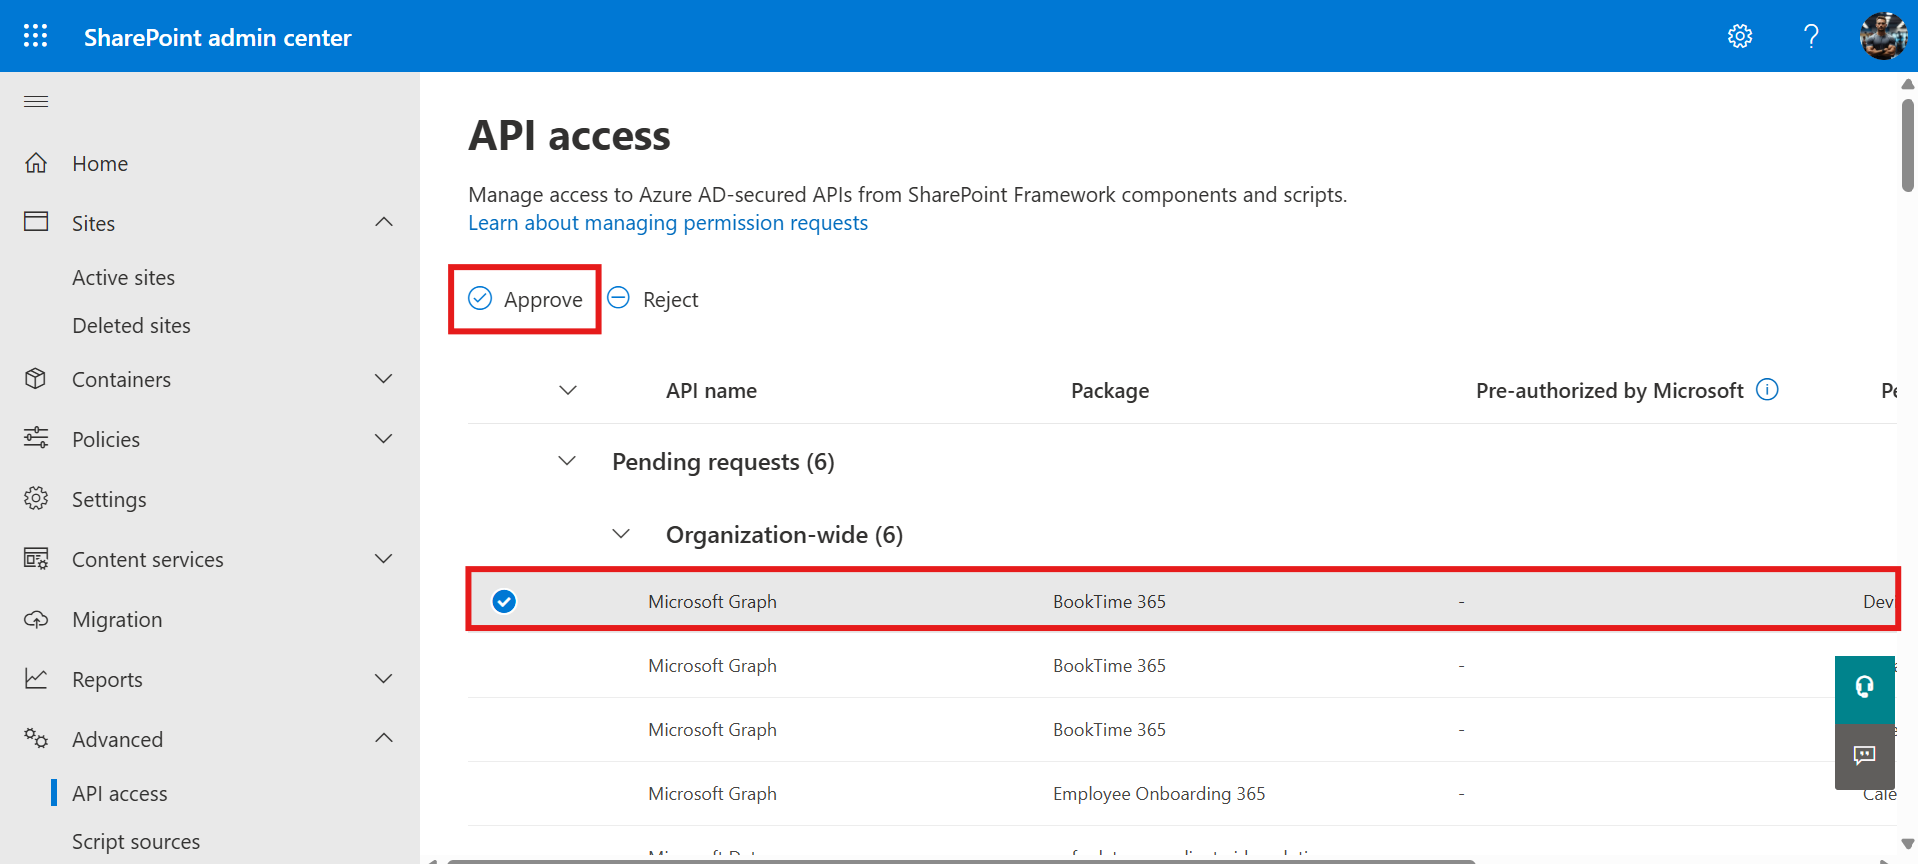 SharePoint admin center
Home
Sites
Active sites
Deleted sites
Containers
Policies
Settings
Content services
Migration
Reports
Advanced
API access
Script sources
API access
Manage access to Azure AD-secured APIs from SharePoint Framework components and scripts.
Learn about managing permission requests
Approve Reject
API name Package Pre-authorized by Microsoft
Pending requests (6)
Organization-wide (6)
Microsoft Graph BookTime 365 - Dev
Microsoft Graph BookTime 365 -
Microsoft Graph BookTime 365 -
Microsoft Graph Employee Onboarding 365 - Cale